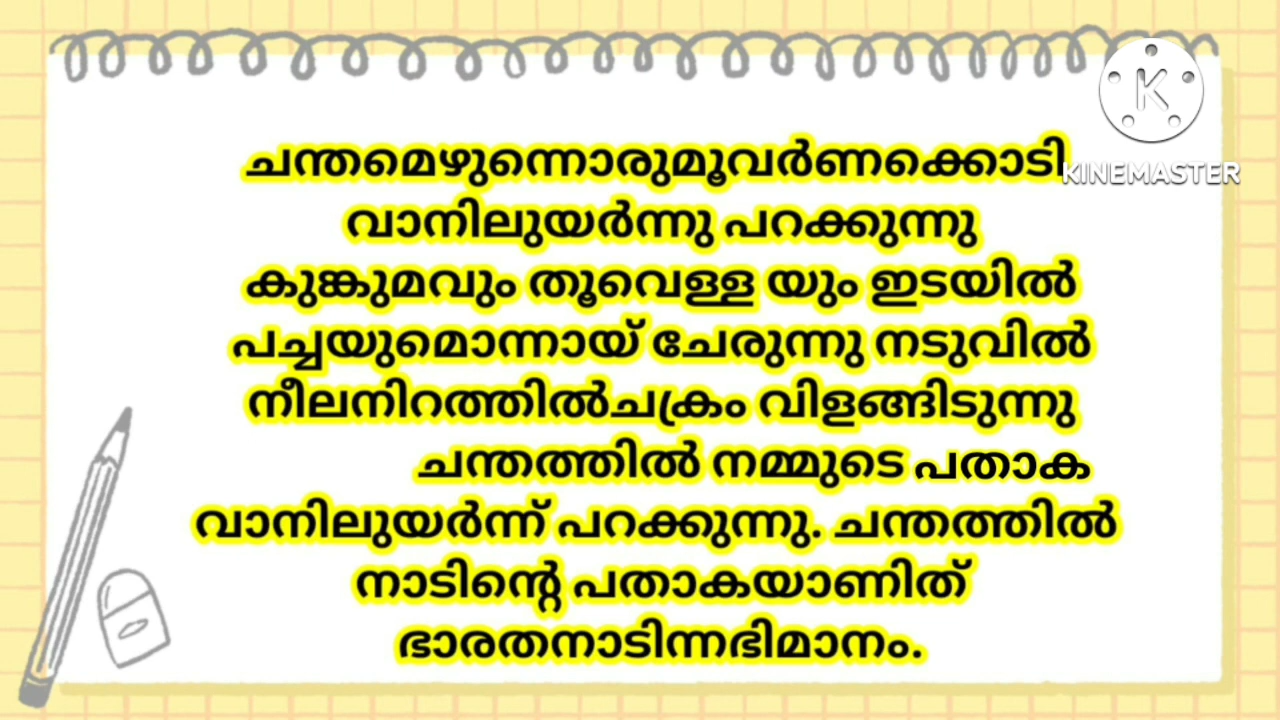 ചന്തമെഴുന്നൊരുമൂവർണക്കൊടി
KINEMASTER
വാനിലുയർന്നു പറക്കുന്നു
കുങ്കുമവും തൂവെള്ള യും ഇടയിൽ
പച്ചയുമൊന്നായ് ചേരുന്നു നടുവിൽ
നീലനിറത്തിൽചക്രം വിളങ്ങിടുന്നു
ചന്തത്തിൽ നമ്മുടെ പതാക
വാനിലുയർന്ന് പറക്കുന്നു. ചന്തത്തിൽ
നാടിന്റെ പതാകയാണിത്
ഭാരതനാടിന്നഭിമാനം.